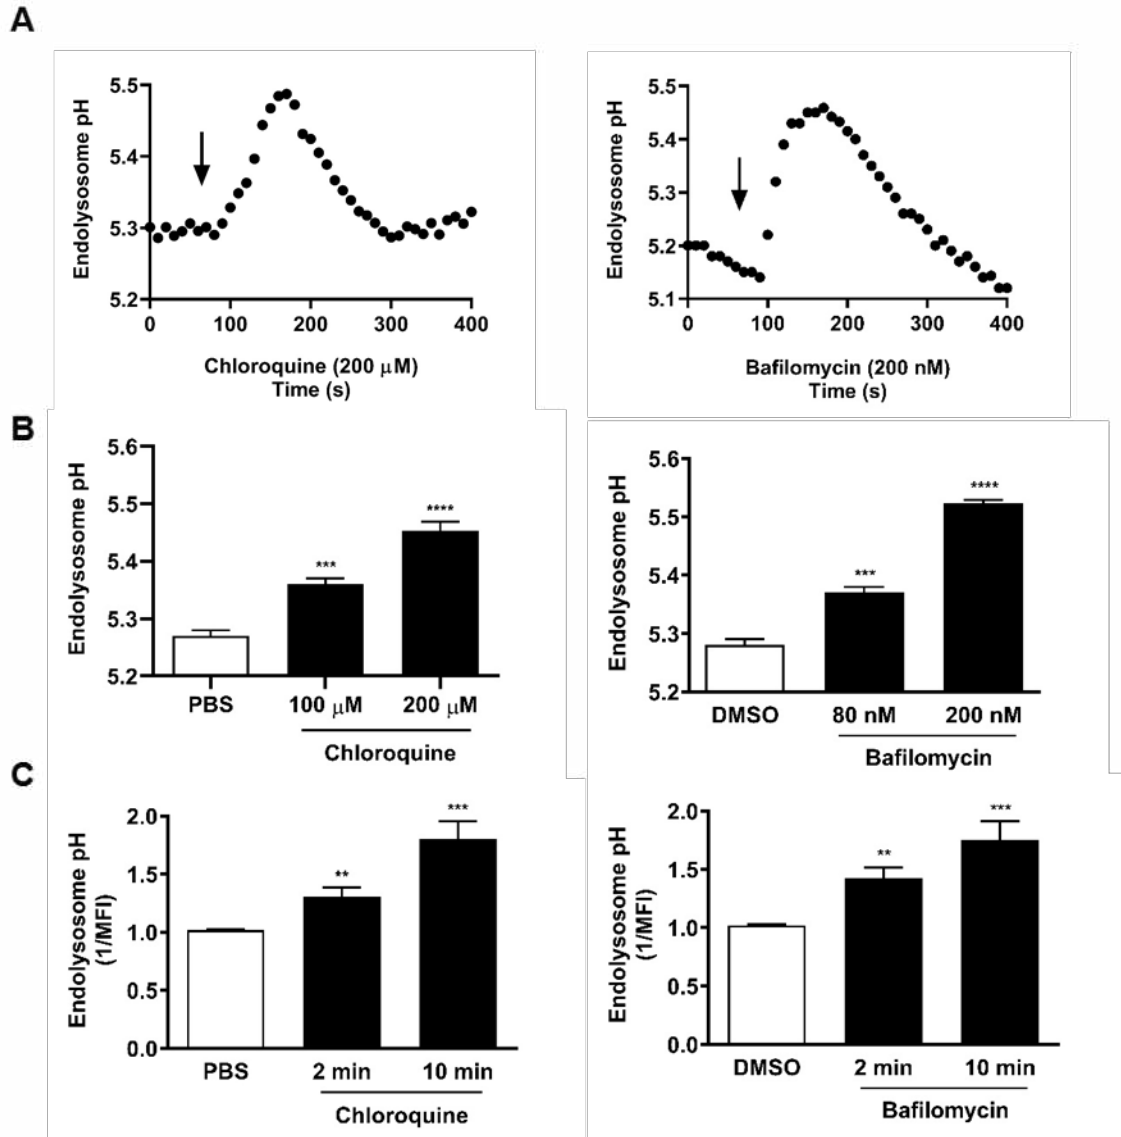 A
Endolysosome pH
5.5
5.4
5.3
5.2
0 100 200 300 400
Chloroquine (200 μM)
Time (s)
Endolysosome pH
5.5
5.4
5.3
5.2
5.1
0 100 200 300 400
Bafilomycin (200 nM)
Time (s)
B
Endolysosome pH
5.6
5.5
5.4
5.3
5.2
***
****
PBS 100 μM 200 μM
Chloroquine
Endolysosome pH
5.6
5.5
5.4
5.3
5.2
***
****
DMSO 80 nM 200 nM
Bafilomycin
C
Endolysosome pH
(1/MFI)
2.0
1.5
1.0
0.5
0.0
**
***
PBS 2 min 10 min
Chloroquine
Endolysosome pH
(1/MFI)
2.0
1.5
1.0
0.5
0.0
**
***
DMSO 2 min 10 min
Bafilomycin